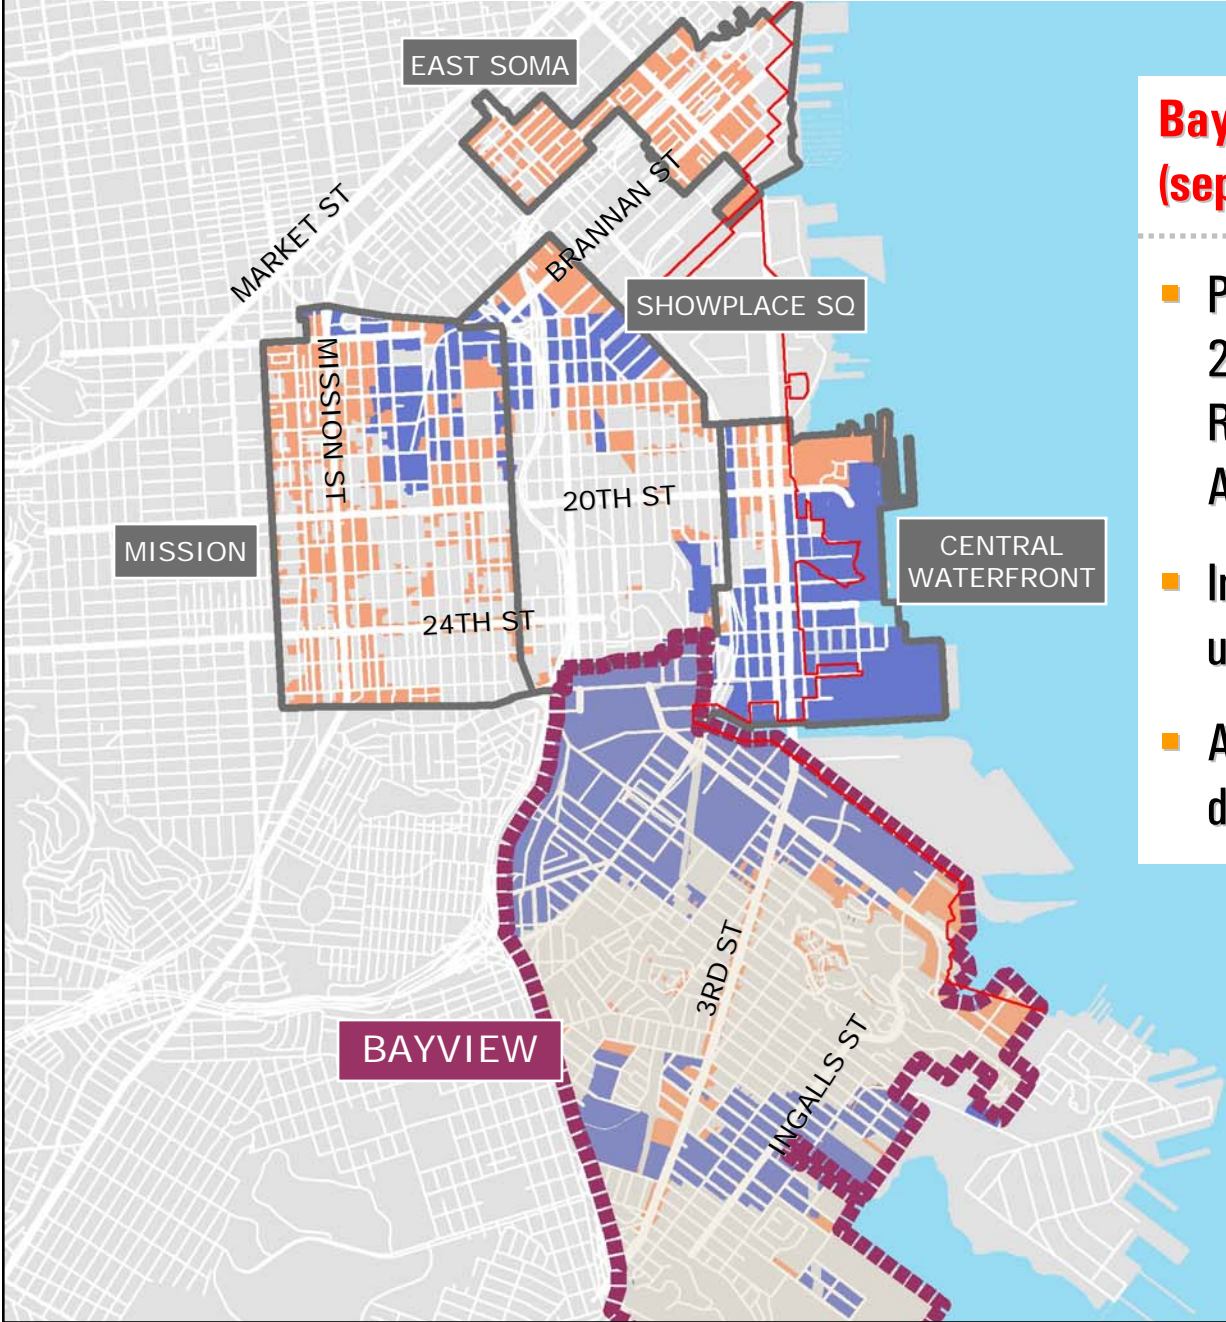 EAST SOMA
MARKET ST
BRANNAN ST
SHOWPLACE SQ
MISSION ST
20TH ST
MISSION
CENTRAL
WATERFRONT
24TH ST
3RD ST
BAYVIEW
INGALLS ST
Bay
(sep
P
2
R
A
In
u
A
d